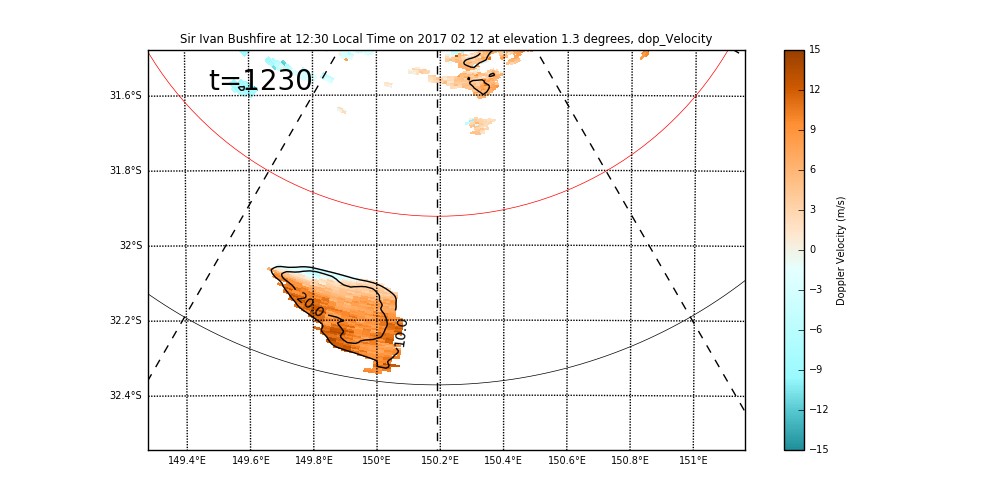 Sir Ivan Bushfire at 12:30 Local Time on 2017 02 12 at elevation 1.3 degrees, dop_Velocity
t=1230
31.6°S
31.8°S
32°S
32.2°S
32.4°S
20.0
10.0
149.4°E 149.6°E 149.8°E 150°E 150.2°E 150.4°E 150.6°E 150.8°E 151°E
15
12
9
6
3
0
−3
−6
−9
−12
−15
Doppler Velocity (m/s)